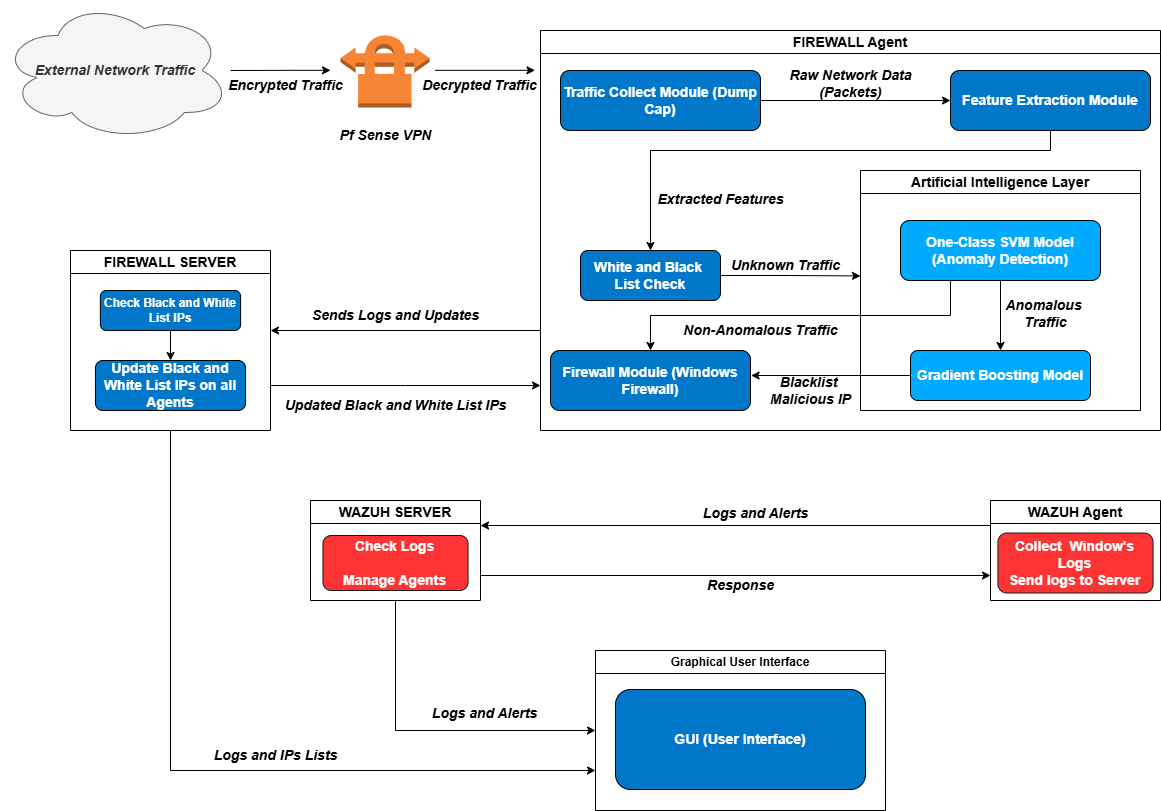 External Network Traffic
Encrypted Traffic
Pf Sense VPN
Decrypted Traffic
FIREWALL Agent
Traffic Collect Module (Dump
Cap)
Raw Network Data
(Packets)
Feature Extraction Module
Extracted Features
Artificial Intelligence Layer
One-Class SVM Model
(Anomaly Detection)
White and Black
List Check
Unknown Traffic
Anomalous
Traffic
Non-Anomalous Traffic
Firewall Module (Windows
Firewall)
Blacklist
Malicious IP
Gradient Boosting Model
FIREWALL SERVER
Check Black and White
List IPs
Update Black and
White List IPs on all
Agents
Sends Logs and Updates
Updated Black and White List IPs
WAZUH SERVER
Check Logs
Manage Agents
Logs and Alerts
Response
WAZUH Agent
Collect  Window's
Logs
Send logs to Server
Graphical User Interface
GUI (User Interface)
Logs and Alerts
Logs and IPs Lists